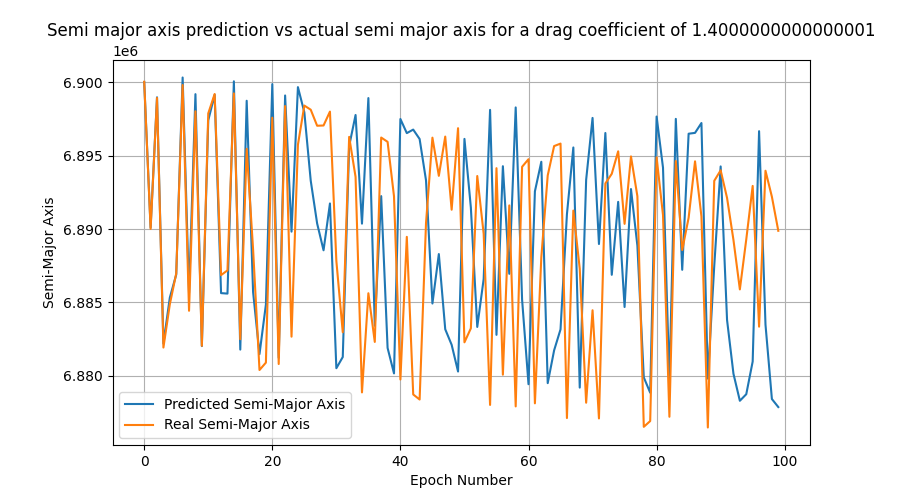 Semi major axis prediction vs actual semi major axis for a drag coefficient of 1.4000000000000001
1e6
6.900
6.895
6.890
6.885
6.880
Semi-Major Axis
Predicted Semi-Major Axis
Real Semi-Major Axis
0 20 40 60 80 100
Epoch Number